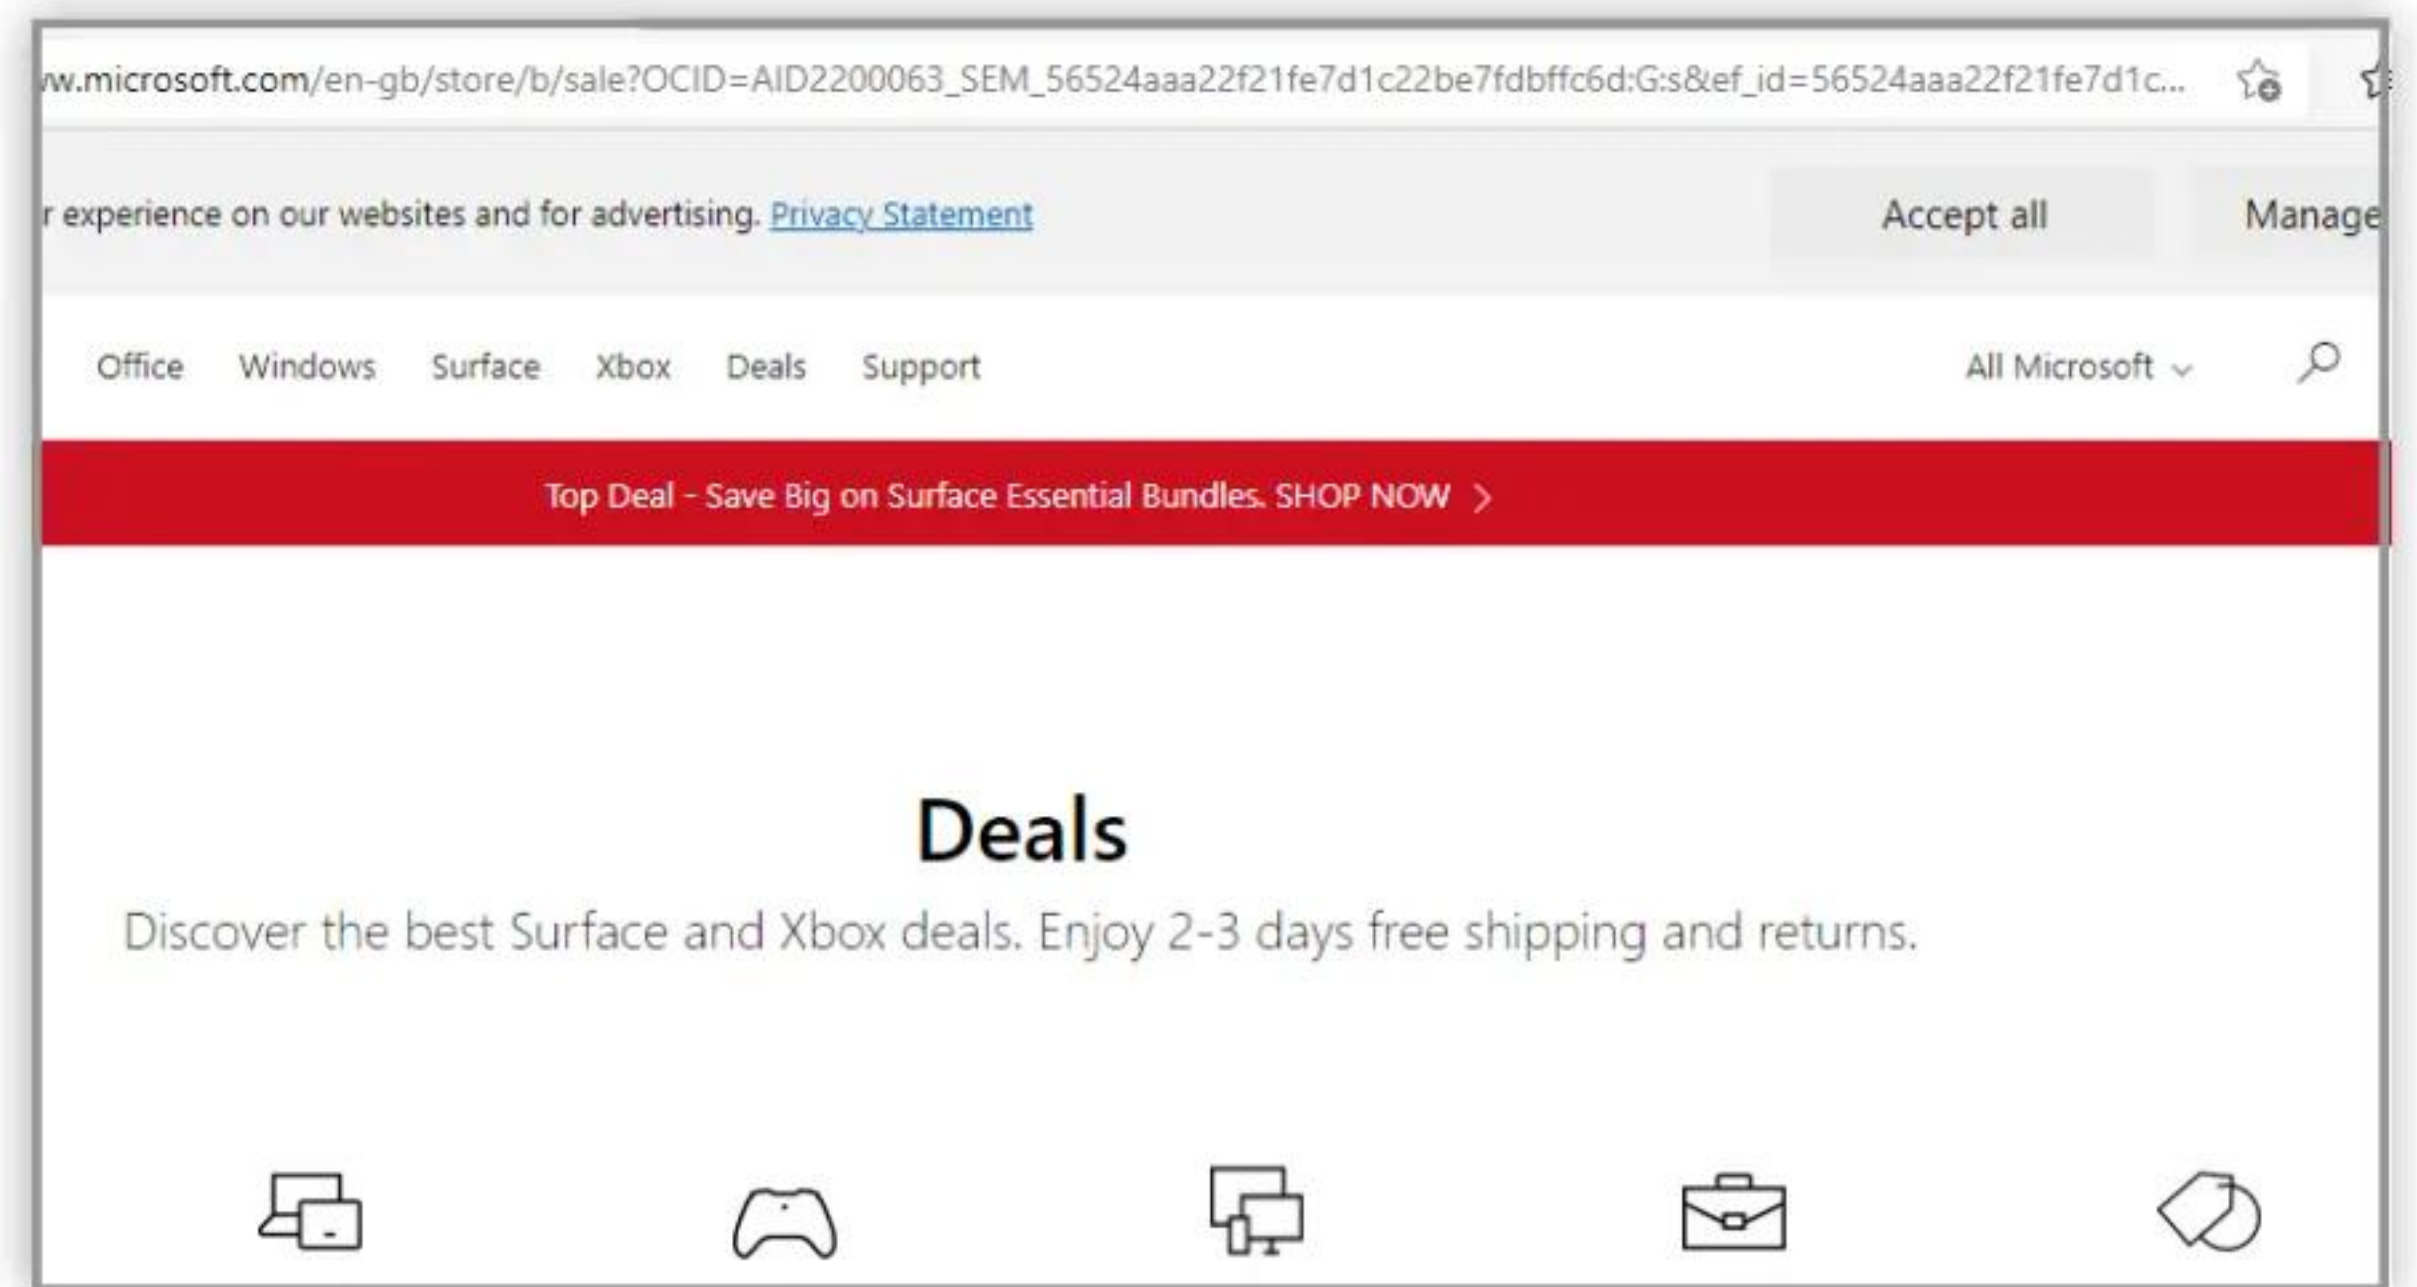 ww.microsoft.com/en-gb/store/b/sale?OCID=AID2200063_SEM_56524aaa22f21fe7d1c22be7fdbffc6d:G:s&ef_id=56524aaa22f21fe7d1c...
r experience on our websites and for advertising. Privacy Statement Accept all Manage
Office Windows Surface Xbox Deals Support All Microsoft
Top Deal - Save Big on Surface Essential Bundles. SHOP NOW >
Deals
Discover the best Surface and Xbox deals. Enjoy 2-3 days free shipping and returns.